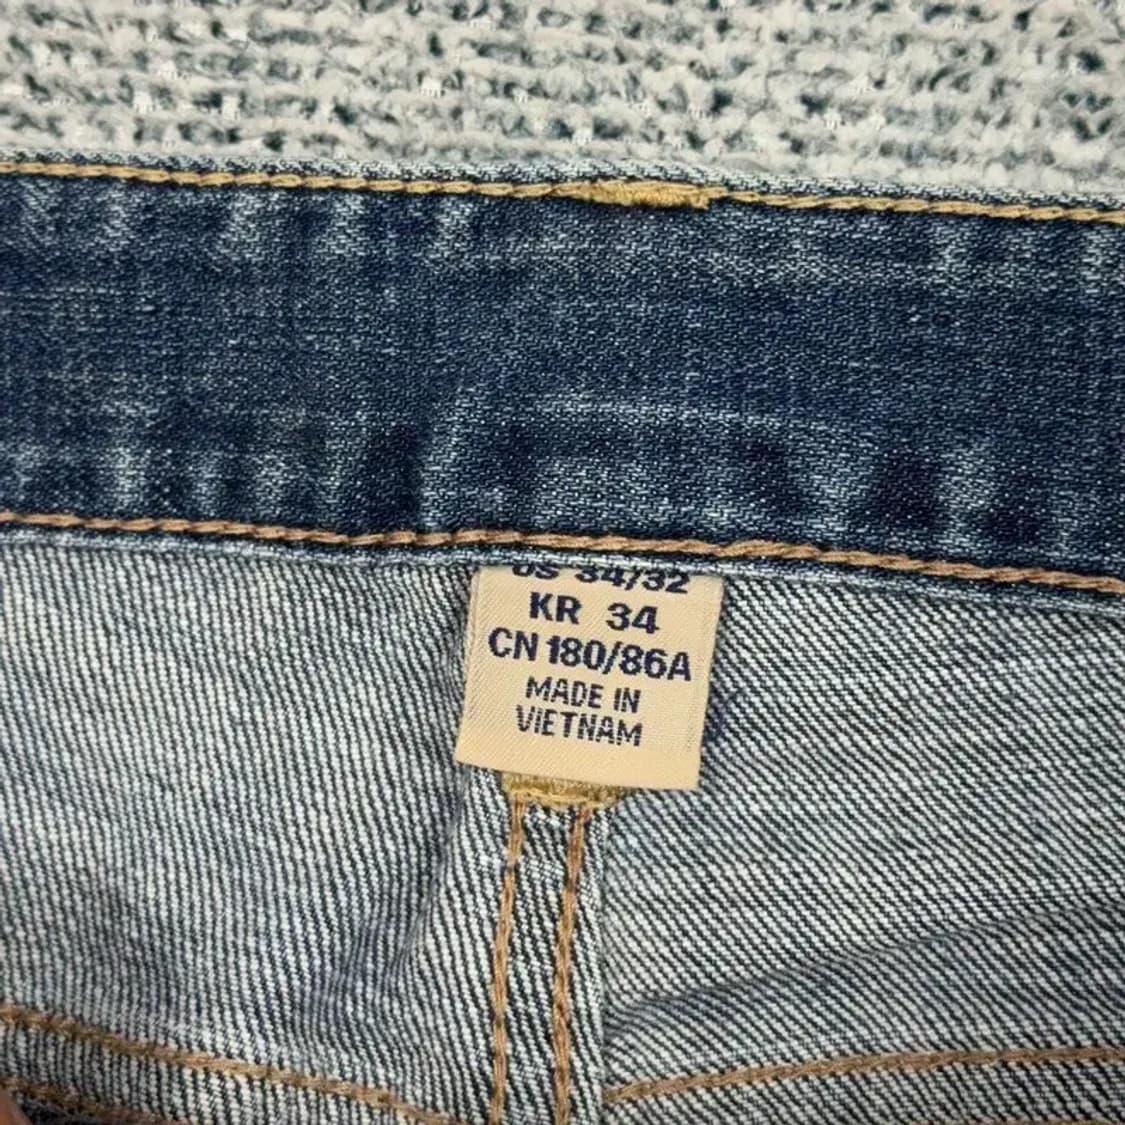 US 34/32
KR 34
CN 180/86A
MADE IN
VIETNAM